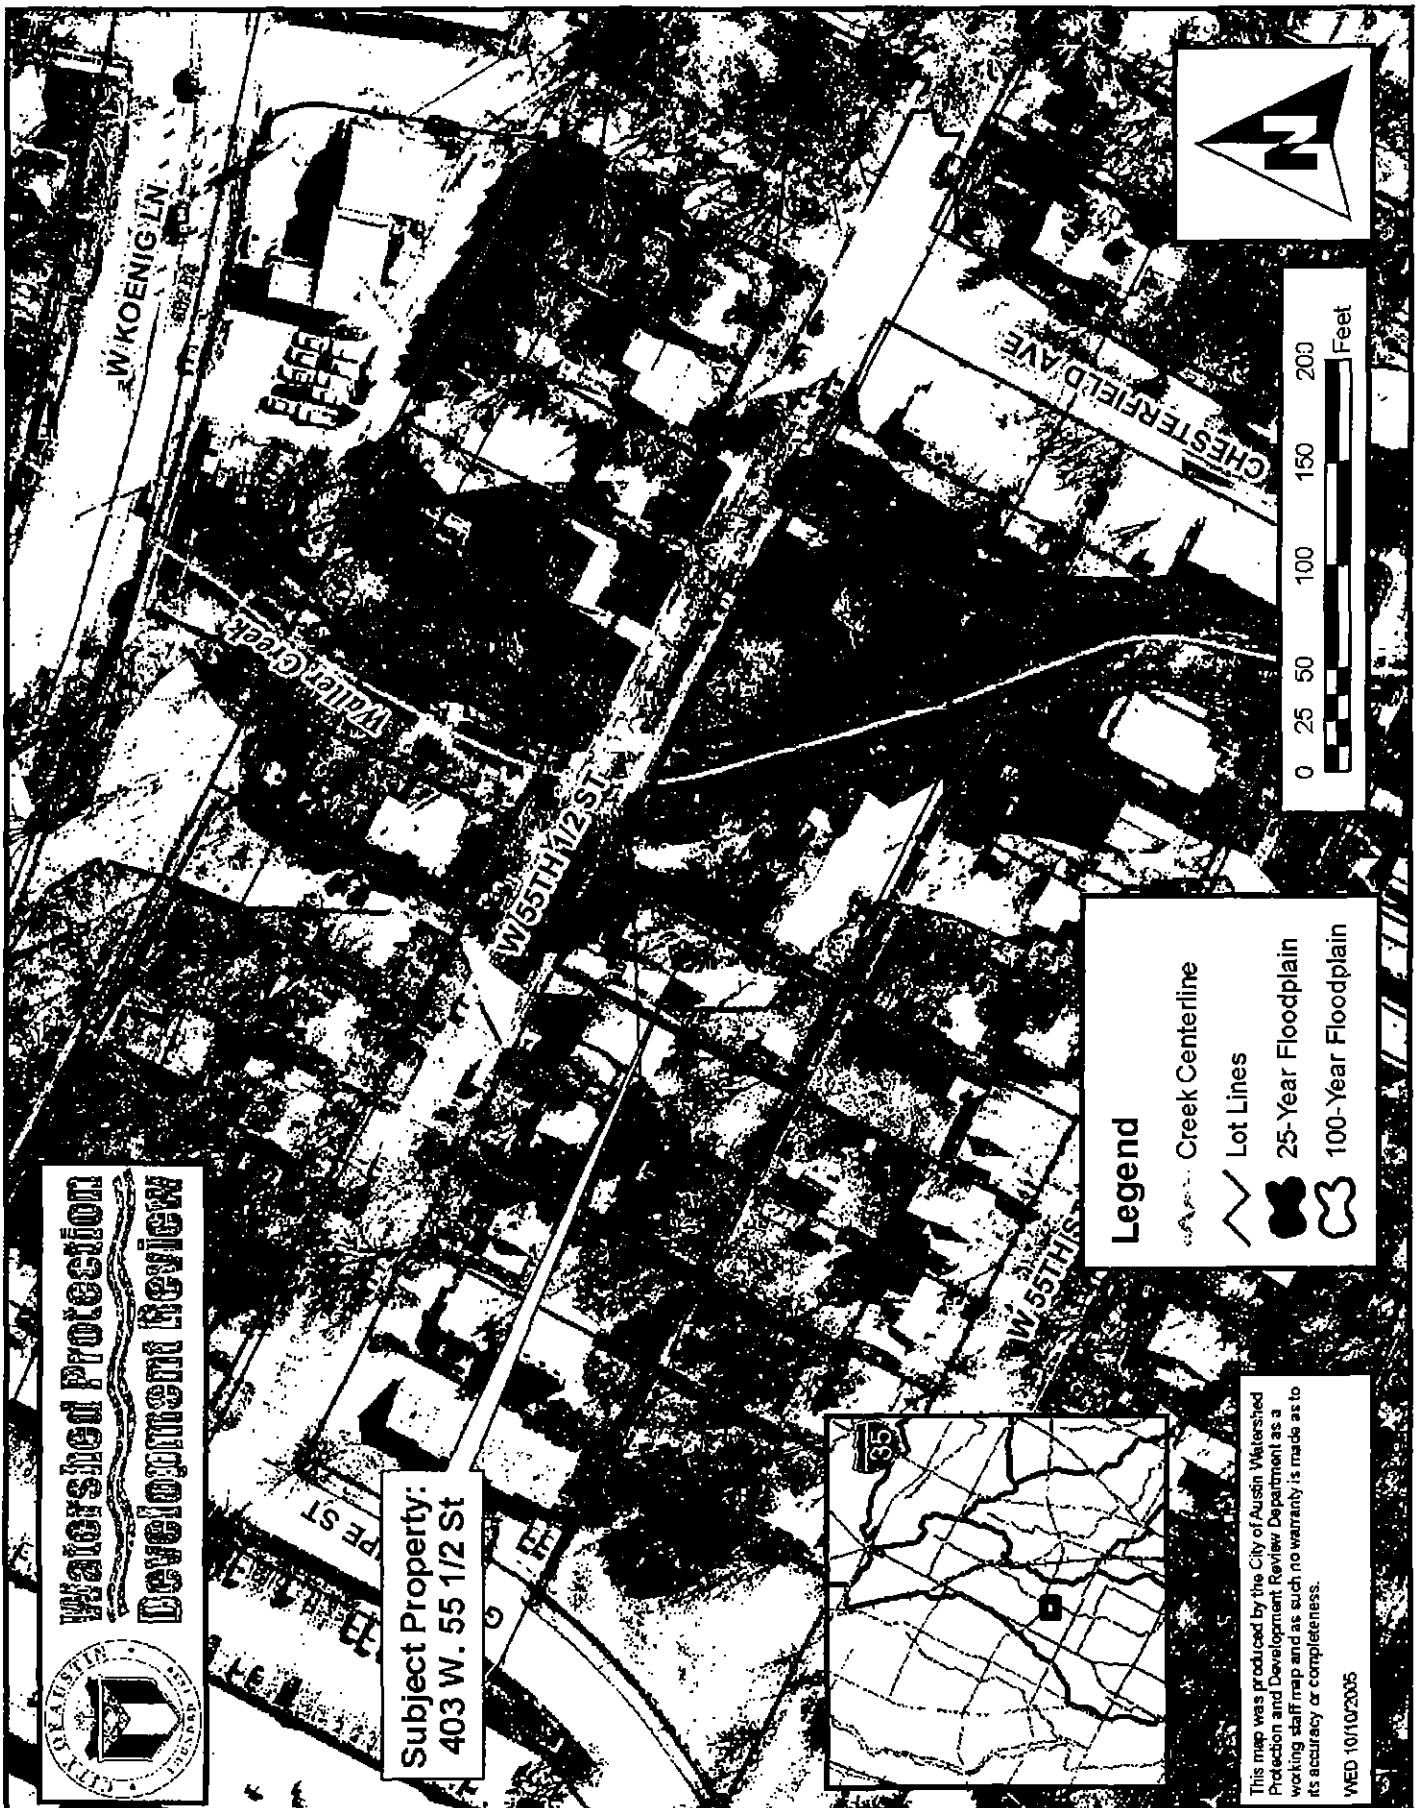 CITY OF AUSTIN
Watershed Protection
Development Review
Subject Property:
403 W. 55 1/2 St
W KOENIG LN
Waller Creek
W 55TH 1/2 ST
CHESTERFIELD AVE
W 55TH ST
G
PE ST
N
0 25 50 100 150 200
Feet
Legend
Creek Centerline
Lot Lines
25-Year Floodplain
100-Year Floodplain
35
This map was produced by the City of Austin Watershed
Protection and Development Review Department as a
working staff map and as such no warranty is made as to
its accuracy or completeness.
WED 10/10/2005